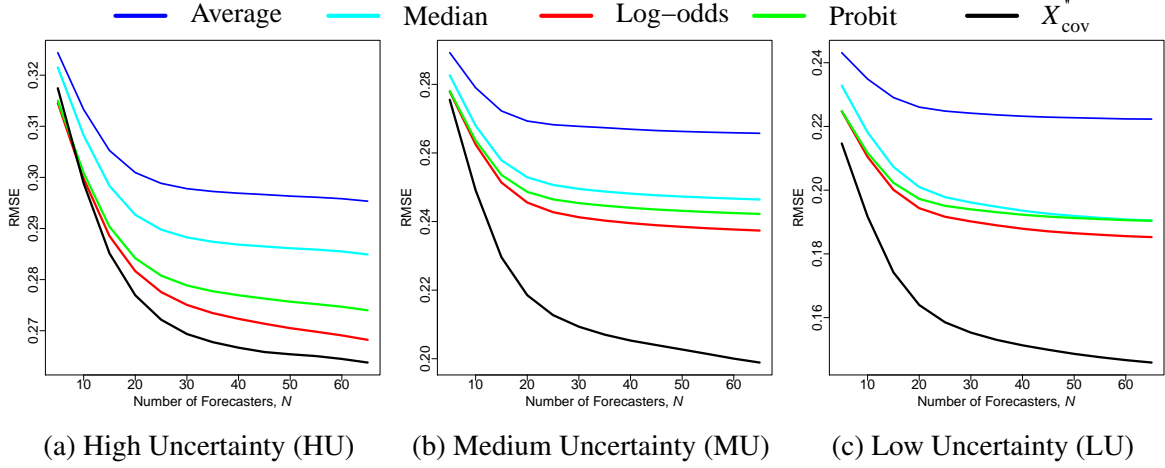 Average Median Log−odds Probit X''cov
RMSE
0.32
0.31
0.30
0.29
0.28
0.27
10 20 30 40 50 60
Number of Forecasters, N
(a) High Uncertainty (HU)
RMSE
0.28
0.26
0.24
0.22
0.20
10 20 30 40 50 60
Number of Forecasters, N
(b) Medium Uncertainty (MU)
RMSE
0.24
0.22
0.20
0.18
0.16
10 20 30 40 50 60
Number of Forecasters, N
(c) Low Uncertainty (LU)